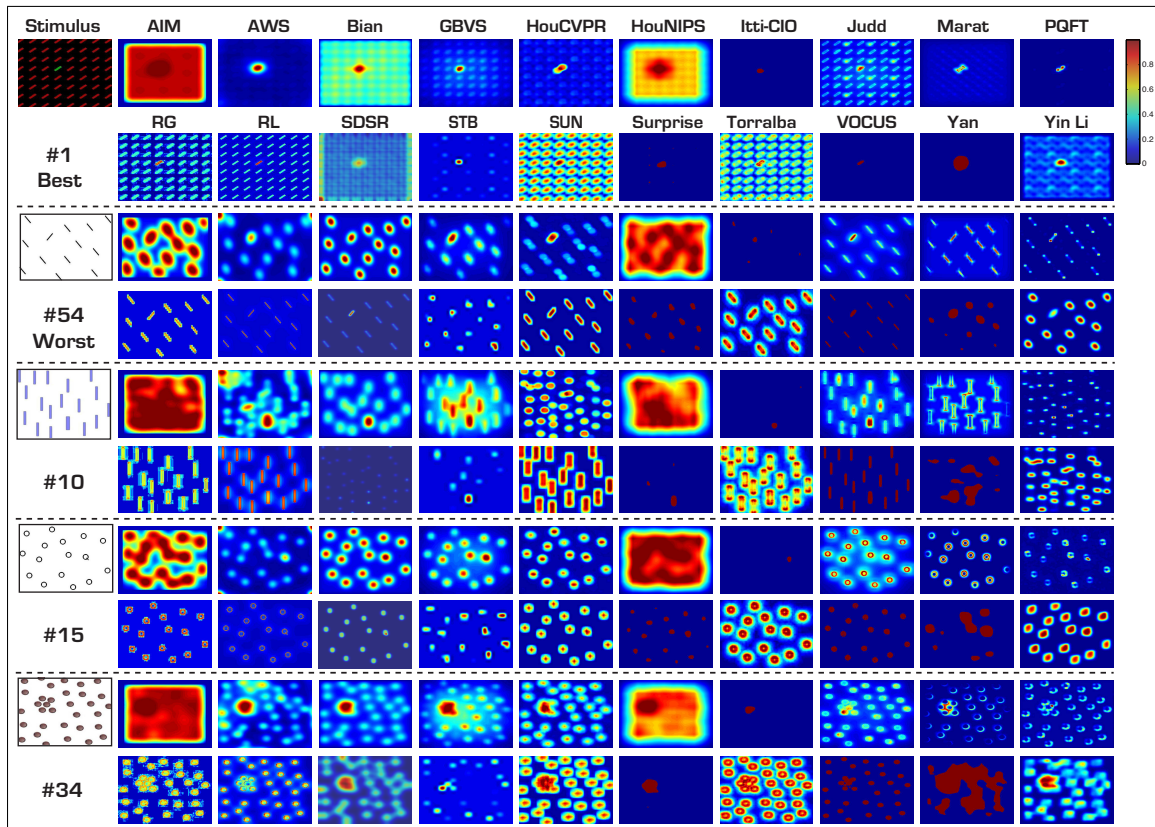 Stimulus AIM AWS Bian GBVS HouCVPR HouNIPS Itti-CIO Judd Marat PQFT
0.8
0.6
0.4
0.2
0
RG RL SDSR STB SUN Surprise Torralba VOCUS Yan Yin Li
#1
Best
#54
Worst
#10
#15
#34